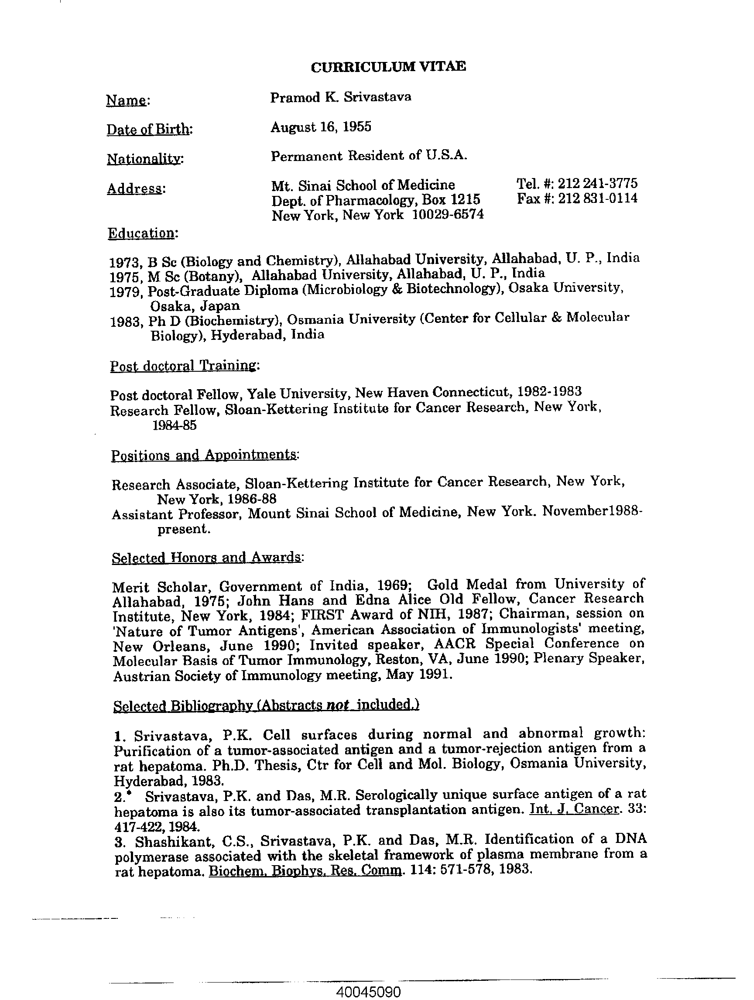 CURRICULUM VITAE
Name: Pramod K. Srivastava
Date of Birth: August 16, 1955
Nationality: Permanent Resident of U.S.A.
Address: Mt. Sinai School of Medicine Tel. #: 212 241-3775
Dept. of Pharmacology, Box 1215 Fax #: 212 831-0114
New York, New York 10029-6574
Education:
1973, B Sc (Biology and Chemistry), Allahabad University, Allahabad, U. P., India
1975, M Sc (Botany), Allahabad University, Allahabad, U. P., India
1979, Post-Graduate Diploma (Microbiology & Biotechnology), Osaka University,
Osaka, Japan
1983, Ph D (Biochemistry), Osmania University (Center for Cellular & Molecular
Biology), Hyderabad, India
Post doctoral Training:
Post doctoral Fellow, Yale University, New Haven Connecticut, 1982-1983
Research Fellow, Sloan-Kettering Institute for Cancer Research, New York,
1984-85
Positions and Appointments:
Research Associate, Sloan-Kettering Institute for Cancer Research, New York,
New York, 1986-88
Assistant Professor, Mount Sinai School of Medicine, New York. November1988-
present.
Selected Honors and Awards:
Merit Scholar, Government of India, 1969; Gold Medal from University of
Allahabad, 1975; John Hans and Edna Alice Old Fellow, Cancer Research
Institute, New York, 1984; FIRST Award of NIH, 1987; Chairman, session on
'Nature of Tumor Antigens', American Association of Immunologists' meeting,
New Orleans, June 1990; Invited speaker, AACR Special Conference on
Molecular Basis of Tumor Immunology, Reston, VA, June 1990; Plenary Speaker,
Austrian Society of Immunology meeting, May 1991.
Selected Bibliography (Abstracts not included.)
1. Srivastava, P.K. Cell surfaces during normal and abnormal growth:
Purification of a tumor-associated antigen and a tumor-rejection antigen from a
rat hepatoma. Ph.D. Thesis, Ctr for Cell and Mol. Biology, Osmania University,
Hyderabad, 1983.
2.* Srivastava, P.K. and Das, M.R. Serologically unique surface antigen of a rat
hepatoma is also its tumor-associated transplantation antigen. Int. J. Cancer. 33:
417-422, 1984.
3. Shashikant, C.S., Srivastava, P.K. and Das, M.R. Identification of a DNA
polymerase associated with the skeletal framework of plasma membrane from a
rat hepatoma. Biochem. Biophys. Res. Comm. 114: 571-578, 1983.
40045090